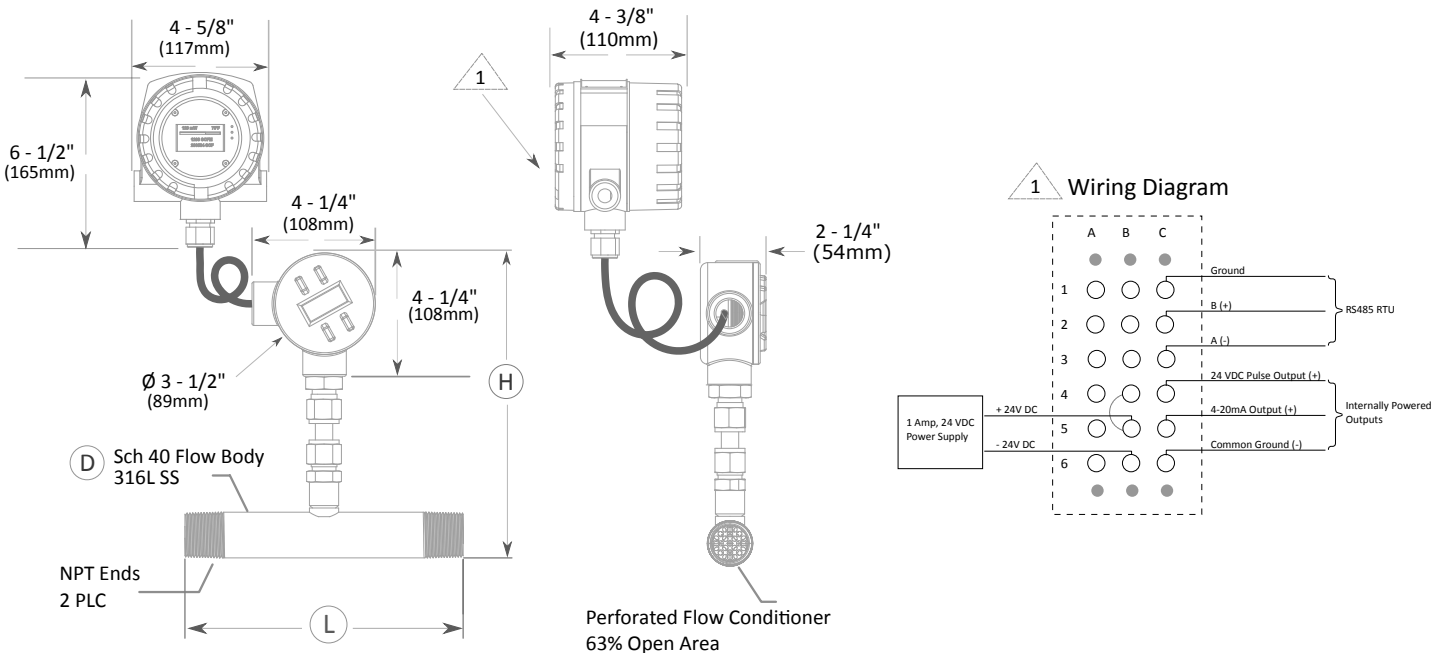 4 - 5/8"
(117mm)
6 - 1/2"
(165mm)
4 - 1/4"
(108mm)
4 - 1/4"
(108mm)
Ø 3 - 1/2"
(89mm)
H
D
Sch 40 Flow Body
316L SS
NPT Ends
2 PLC
L
4 - 3/8"
(110mm)
1
2 - 1/4"
(54mm)
Perforated Flow Conditioner
63% Open Area
1
Wiring Diagram
A B C
1
2
3
4
5
6
Ground
B (+)
A (-)
RS485 RTU
24 VDC Pulse Output (+)
4-20mA Output (+)
Common Ground (-)
Internally Powered
Outputs
1 Amp, 24 VDC
Power Supply
+ 24V DC
- 24V DC